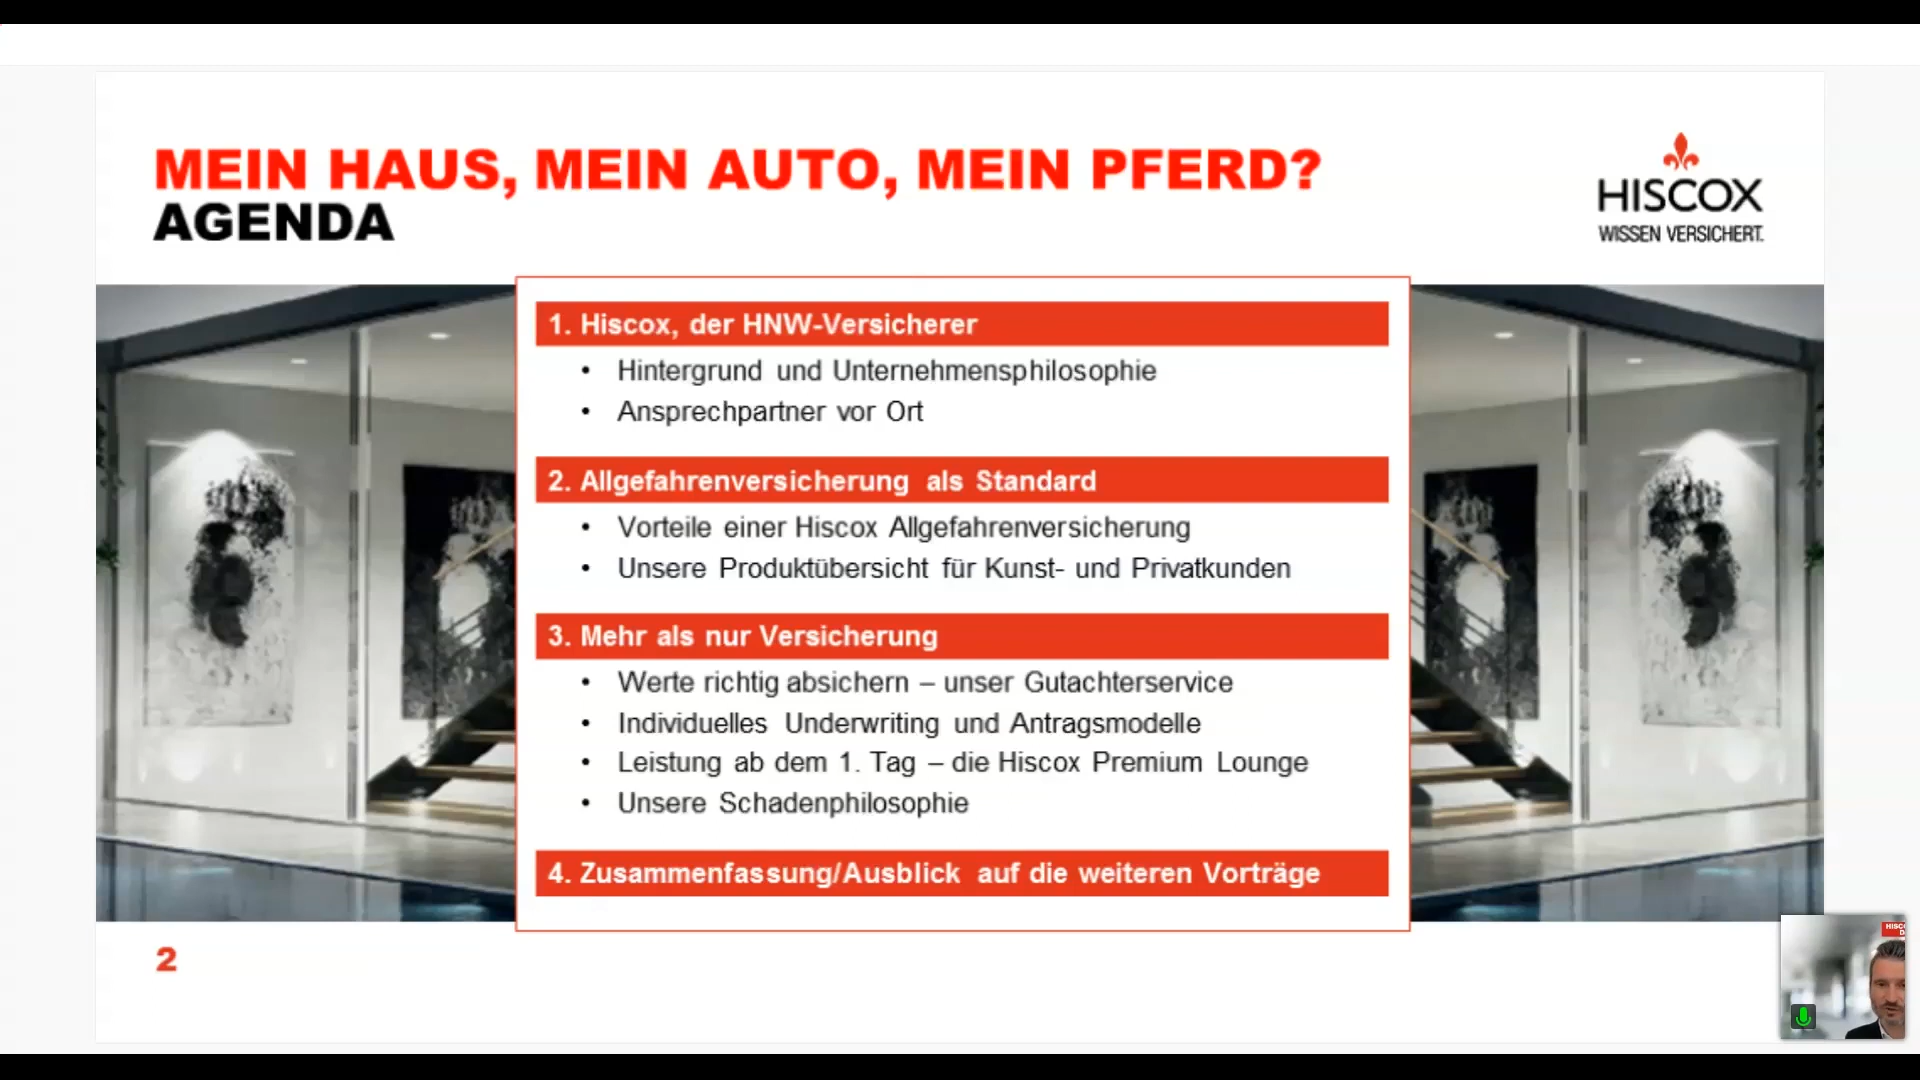 MEIN HAUS, MEIN AUTO, MEIN PFERD?
AGENDA
HISCOX
WISSEN VERSICHERT.
1. Hiscox, der HNW-Versicherer
• Hintergrund und Unternehmensphilosophie
• Ansprechpartner vor Ort
2. Allgefahrenversicherung als Standard
• Vorteile einer Hiscox Allgefahrenversicherung
• Unsere Produktübersicht für Kunst- und Privatkunden
3. Mehr als nur Versicherung
• Werte richtig absichern – unser Gutachterservice
• Individuelles Underwriting und Antragsmodelle
• Leistung ab dem 1. Tag – die Hiscox Premium Lounge
• Unsere Schadenphilosophie
4. Zusammenfassung/Ausblick auf die weiteren Vorträge
2